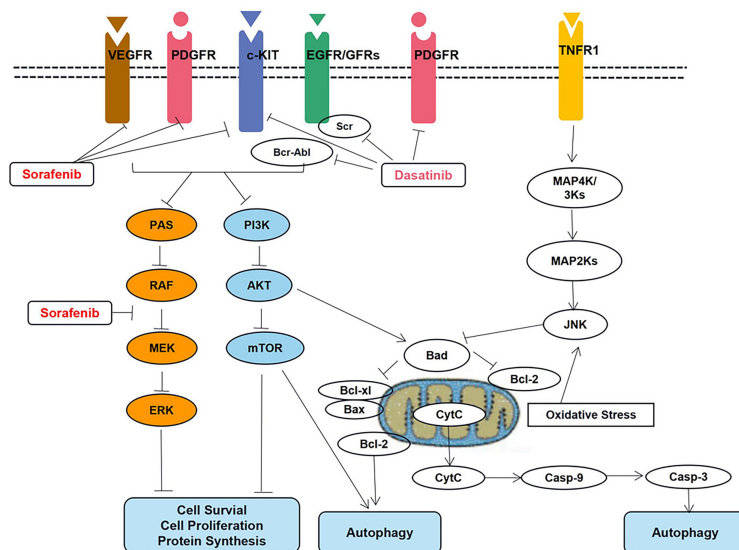 VEGFR
PDGFR
c-KIT
EGFR/GFRs
PDGFR
TNFR1
Scr
Bcr-Abl
Sorafenib
Dasatinib
MAP4K/
3Ks
PAS
PI3K
MAP2Ks
RAF
AKT
Sorafenib
JNK
MEK
mTOR
Bad
Bcl-2
Bcl-xl
Bax
CytC
Oxidative Stress
ERK
Bcl-2
CytC
Casp-9
Casp-3
Cell Survial
Cell Proliferation
Protein Synthesis
Autophagy
Autophagy